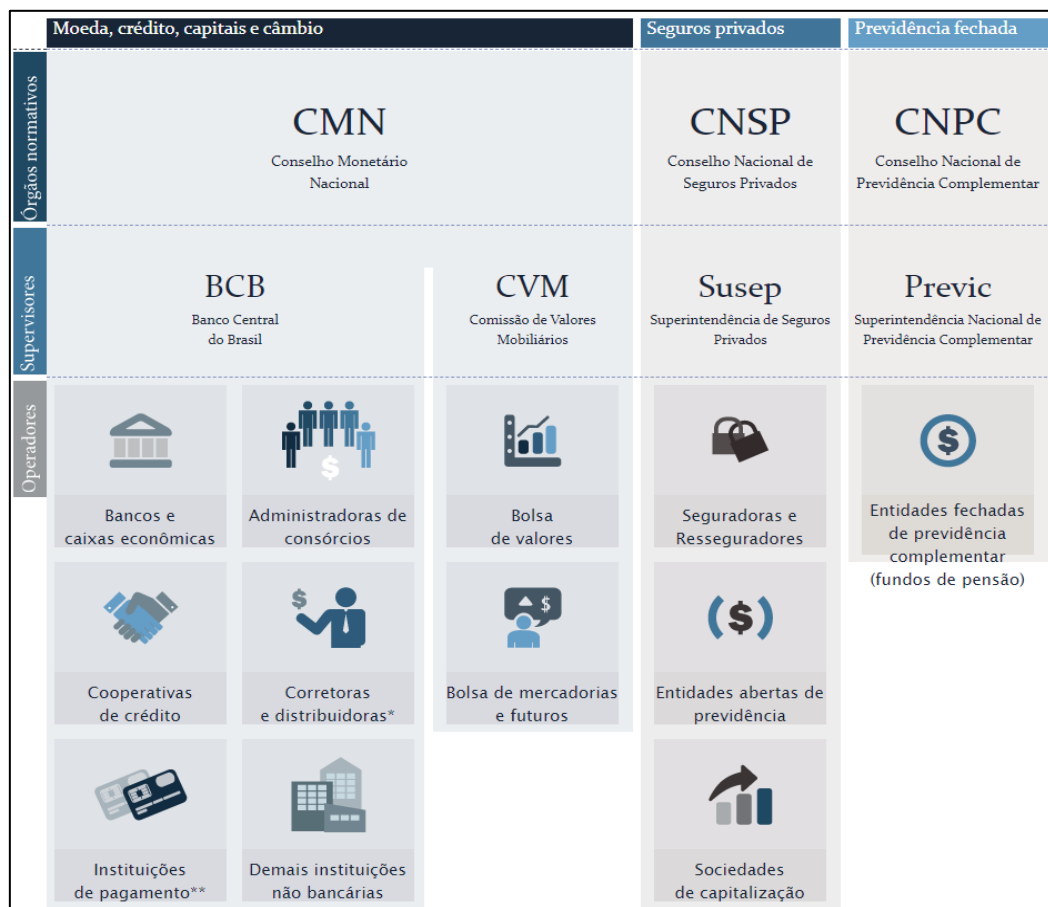 Moeda, crédito, capitais e câmbio
Seguros privados
Previdência fechada
Órgãos normativos
CMN
Conselho Monetário
Nacional
CNSP
Conselho Nacional de
Seguros Privados
CNPC
Conselho Nacional de
Previdência Complementar
Supervisores
BCB
Banco Central
do Brasil
CVM
Comissão de Valores
Mobiliários
Susep
Superintendência de Seguros
Privados
Previc
Superintendência Nacional de
Previdência Complementar
Operadores
Bancos e
caixas econômicas
Administradoras de
consórcios
$
Bolsa
de valores
Seguradoras e
Resseguradores
$
Entidades fechadas
de previdência
complementar
(fundos de pensão)
Cooperativas
de crédito
$
Corretoras
e distribuidoras*
$
Bolsa de mercadorias
e futuros
($)
Entidades abertas de
previdência
Instituições
de pagamento**
Demais instituições
não bancárias
Sociedades
de capitalização